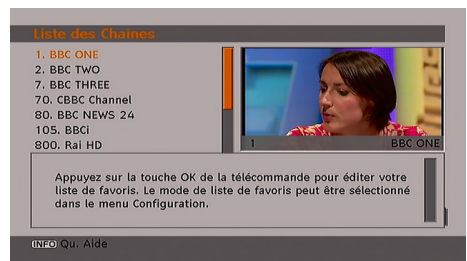 Liste des Chaînes
1. BBC ONE
2. BBC TWO
7. BBC THREE
70. CBBC Channel
80. BBC NEWS 24
105. BBCi
800. Rai HD
1 BBC ONE
Appuyez sur la touche OK de la télécommande pour éditer votre
liste de favoris. Le mode de liste de favoris peut être sélectionné
dans le menu Configuration.
INFO Qu. Aide